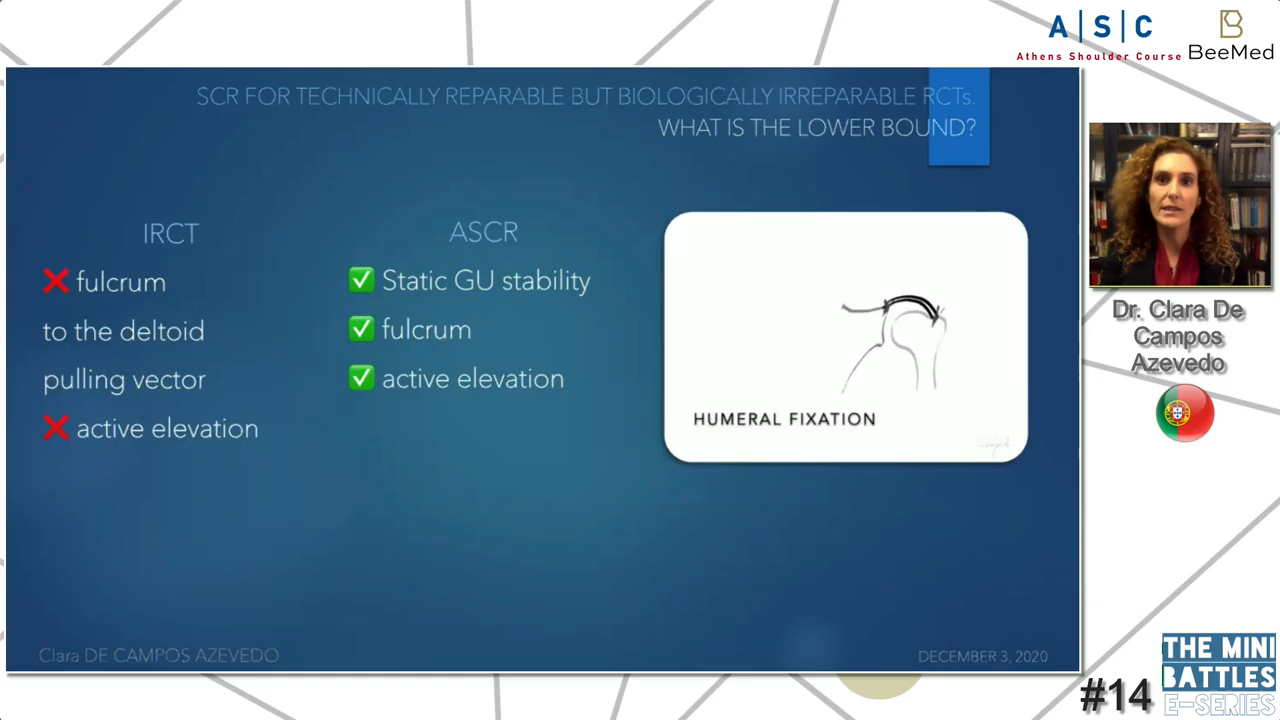 A|S|C
Athens Shoulder Course
BeeMed
SCR FOR TECHNICALLY REPARABLE BUT BIOLOGICALLY IRREPARABLE RCTs.
WHAT IS THE LOWER BOUND?
IRCT
❌ fulcrum
to the deltoid
pulling vector
❌ active elevation
ASCR
✅ Static GU stability
✅ fulcrum
✅ active elevation
HUMERAL FIXATION
Clara DE CAMPOS AZEVEDO
DECEMBER 3, 2020
Dr. Clara De
Campos
Azevedo
#14
THE MINI
BATTLES
E-SERIES